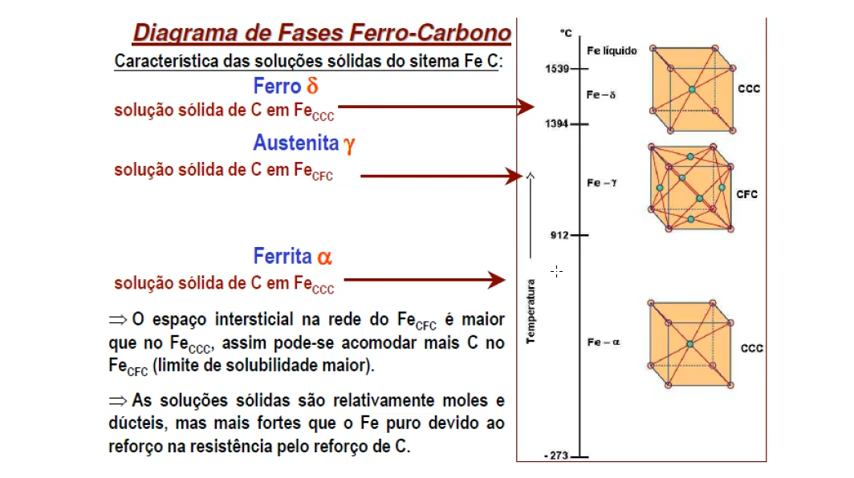 Diagrama de Fases Ferro-Carbono
Característica das soluções sólidas do sitema Fe C:
Ferro δ
solução sólida de C em FeCCC
Austenita γ
solução sólida de C em FeCFC
Ferrita α
solução sólida de C em FeCCC
⇒ O espaço intersticial na rede do FeCFC é maior
que no FeCCC, assim pode-se acomodar mais C no
FeCFC (limite de solubilidade maior).
⇒ As soluções sólidas são relativamente moles e
dúcteis, mas mais fortes que o Fe puro devido ao
reforço na resistência pelo reforço de C.
°C
Fe líquido
1539
Fe - δ
CCC
1394
Fe - γ
CFC
912
Temperatura
Fe - α
CCC
- 273